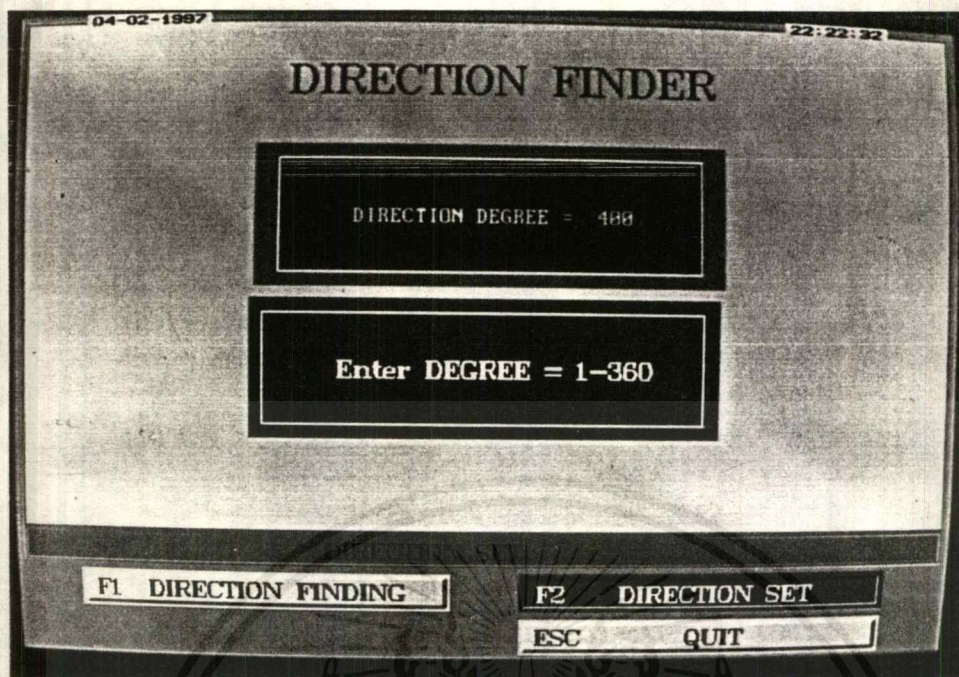 04-02-1997 22:22:32
DIRECTION FINDER
DIRECTION DEGREE = 400
Enter DEGREE = 1-360
F1 DIRECTION FINDING
F2 DIRECTION SET
ESC QUIT